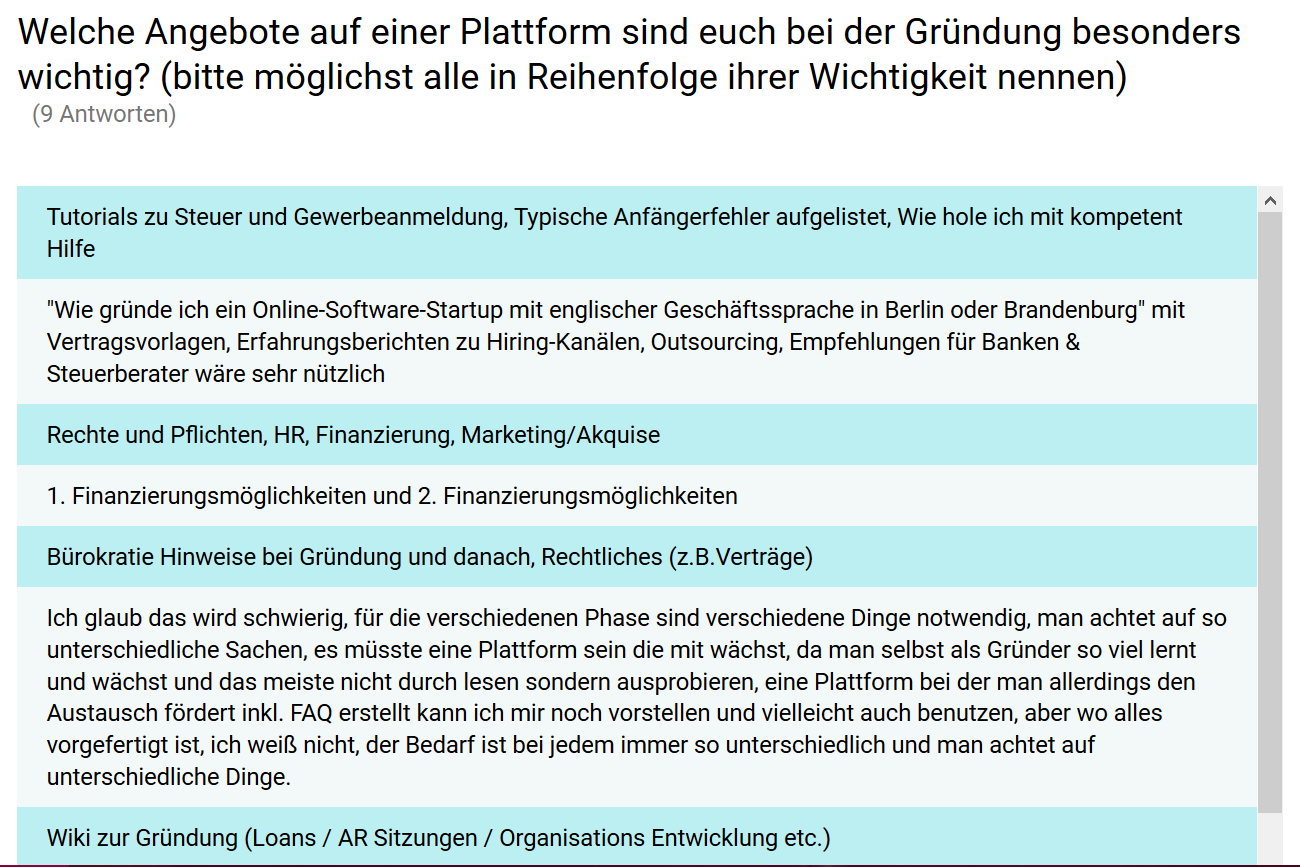 Welche Angebote auf einer Plattform sind euch bei der Gründung besonders
wichtig? (bitte möglichst alle in Reihenfolge ihrer Wichtigkeit nennen)
(9 Antworten)
Tutorials zu Steuer und Gewerbeanmeldung, Typische Anfängerfehler aufgelistet, Wie hole ich mit kompetent
Hilfe
"Wie gründe ich ein Online-Software-Startup mit englischer Geschäftssprache in Berlin oder Brandenburg" mit
Vertragsvorlagen, Erfahrungsberichten zu Hiring-Kanälen, Outsourcing, Empfehlungen für Banken &
Steuerberater wäre sehr nützlich
Rechte und Pflichten, HR, Finanzierung, Marketing/Akquise
1. Finanzierungsmöglichkeiten und 2. Finanzierungsmöglichkeiten
Bürokratie Hinweise bei Gründung und danach, Rechtliches (z.B.Verträge)
Ich glaub das wird schwierig, für die verschiedenen Phase sind verschiedene Dinge notwendig, man achtet auf so
unterschiedliche Sachen, es müsste eine Plattform sein die mit wächst, da man selbst als Gründer so viel lernt
und wächst und das meiste nicht durch lesen sondern ausprobieren, eine Plattform bei der man allerdings den
Austausch fördert inkl. FAQ erstellt kann ich mir noch vorstellen und vielleicht auch benutzen, aber wo alles
vorgefertigt ist, ich weiß nicht, der Bedarf ist bei jedem immer so unterschiedlich und man achtet auf
unterschiedliche Dinge.
Wiki zur Gründung (Loans / AR Sitzungen / Organisations Entwicklung etc.)